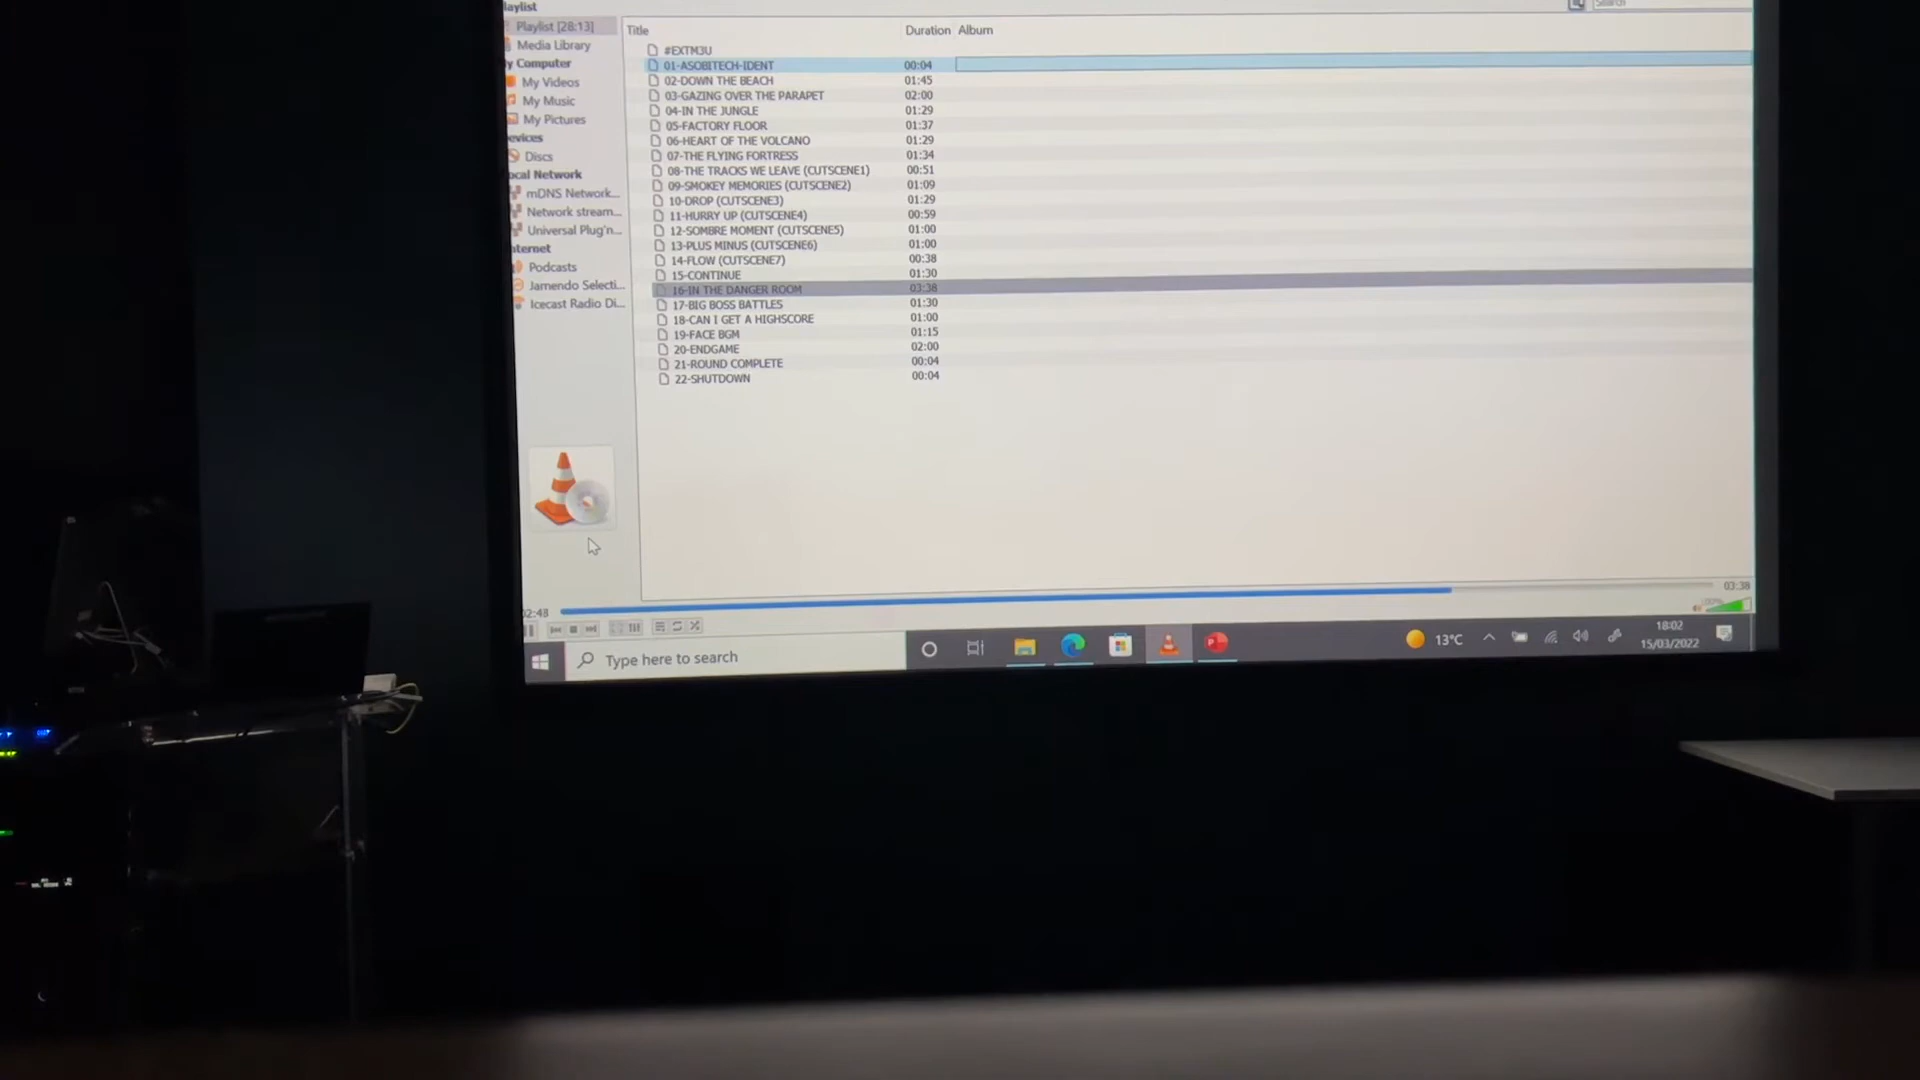 laylist
Playlist [28:13]
Media Library
y Computer
My Videos
My Music
My Pictures
evices
Discs
ocal Network
mDNS Network...
Network stream...
Universal Plug'n...
nternet
Podcasts
Jamendo Selecti...
Icecast Radio Di...
Search
Title Duration Album
#EXTM3U
01-ASOBITECH-IDENT 00:04
02-DOWN THE BEACH 01:45
03-GAZING OVER THE PARAPET 02:00
04-IN THE JUNGLE 01:29
05-FACTORY FLOOR 01:37
06-HEART OF THE VOLCANO 01:29
07-THE FLYING FORTRESS 01:34
08-THE TRACKS WE LEAVE (CUTSCENE1) 00:51
09-SMOKEY MEMORIES (CUTSCENE2) 01:09
10-DROP (CUTSCENE3) 01:29
11-HURRY UP (CUTSCENE4) 00:59
12-SOMBRE MOMENT (CUTSCENE5) 01:00
13-PLUS MINUS (CUTSCENE6) 01:00
14-FLOW (CUTSCENE7) 00:38
15-CONTINUE 01:30
16-IN THE DANGER ROOM 03:38
17-BIG BOSS BATTLES 01:30
18-CAN I GET A HIGHSCORE 01:00
19-FACE BGM 01:15
20-ENDGAME 02:00
21-ROUND COMPLETE 00:04
22-SHUTDOWN 00:04
02:48 03:38
Type here to search
13°C
18:02
15/03/2022